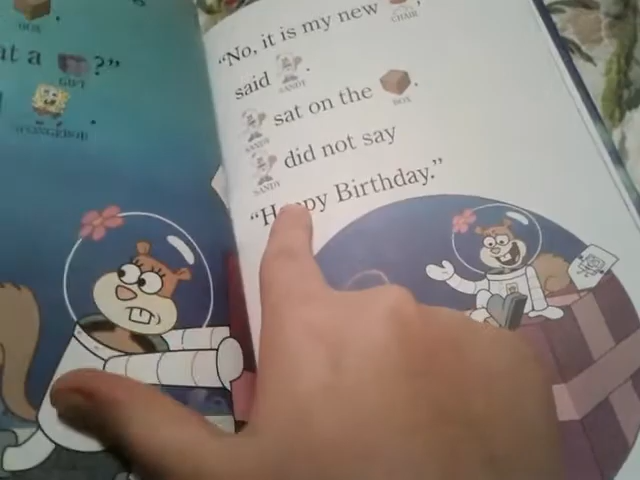 BOX
at a GIFT ?"
SPONGEBOB .
"No, it is my new CHAIR ,"
said SANDY .
SANDY sat on the BOX .
SANDY did not say
"Happy Birthday."